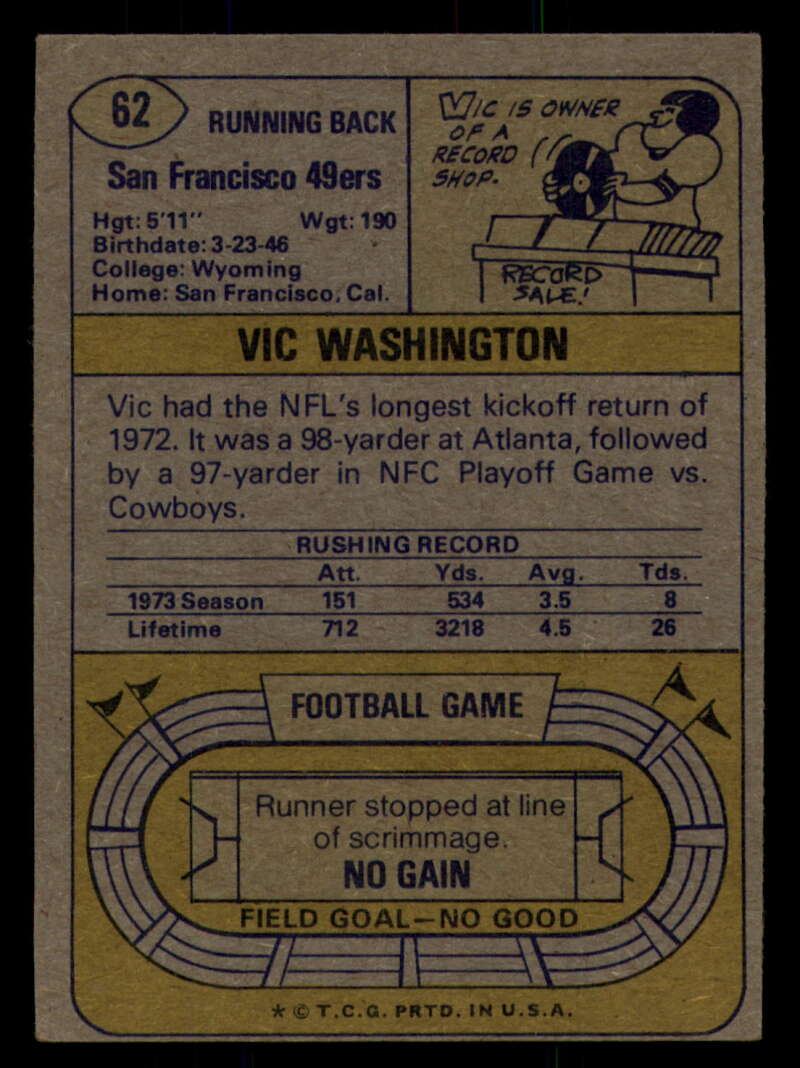 62
RUNNING BACK
San Francisco 49ers
Hgt: 5'11" Wgt: 190
Birthdate: 3-23-46
College: Wyoming
Home: San Francisco, Cal.
VIC IS OWNER
OF A
RECORD
SHOP.
RECORD
SALE!
VIC WASHINGTON
Vic had the NFL's longest kickoff return of
1972. It was a 98-yarder at Atlanta, followed
by a 97-yarder in NFC Playoff Game vs.
Cowboys.
RUSHING RECORD
Att. Yds. Avg. Tds.
1973 Season 151 534 3.5 8
Lifetime 712 3218 4.5 26
FOOTBALL GAME
Runner stopped at line
of scrimmage.
NO GAIN
FIELD GOAL—NO GOOD
* © T.C.G. PRTD. IN U.S.A.